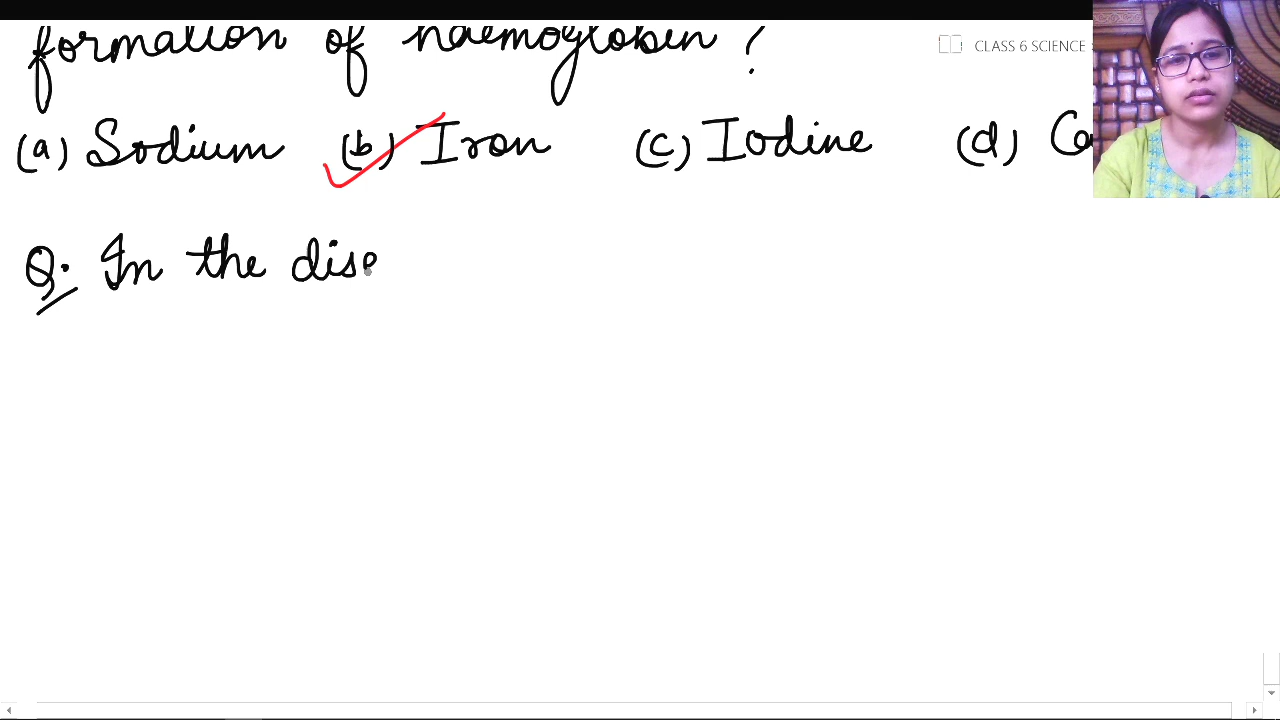 formation of haemoglobin?
CLASS 6 SCIENCE
(a) Sodium (b) Iron (c) Iodine (d)
Q. In the dise